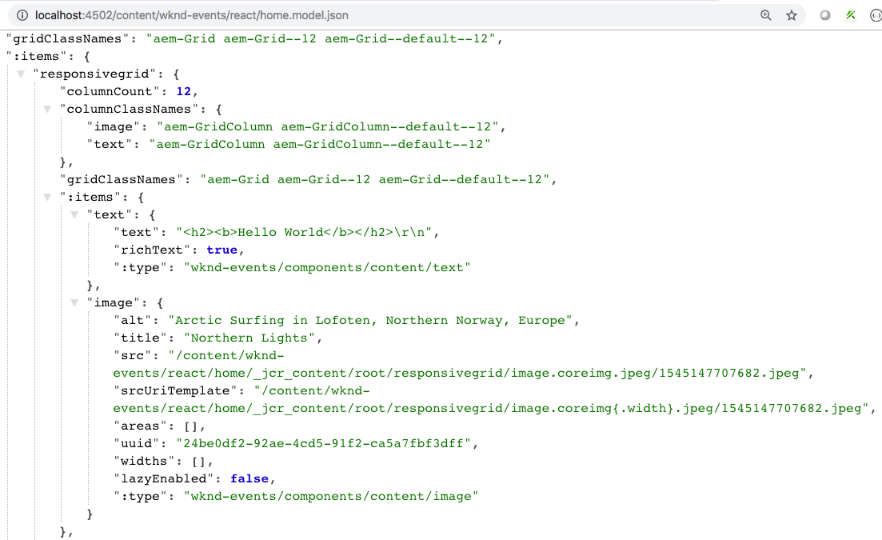 localhost:4502/content/wknd-events/react/home.model.json
"gridClassNames": "aem-Grid aem-Grid--12 aem-Grid--default--12",
":items": {
"responsivegrid": {
"columnCount": 12,
"columnClassNames": {
"image": "aem-GridColumn aem-GridColumn--default--12",
"text": "aem-GridColumn aem-GridColumn--default--12"
},
"gridClassNames": "aem-Grid aem-Grid--12 aem-Grid--default--12",
":items": {
"text": {
"text": "<h2><b>Hello World</b></h2>\r\n",
"richText": true,
":type": "wknd-events/components/content/text"
},
"image": {
"alt": "Arctic Surfing in Lofoten, Northern Norway, Europe",
"title": "Northern Lights",
"src": "/content/wknd-
events/react/home/_jcr_content/root/responsivegrid/image.coreimg.jpeg/1545147707682.jpeg",
"srcUriTemplate": "/content/wknd-
events/react/home/_jcr_content/root/responsivegrid/image.coreimg{.width}.jpeg/1545147707682.jpeg",
"areas": [],
"uuid": "24be0df2-92ae-4cd5-91f2-ca5a7fbf3dff",
"widths": [],
"lazyEnabled": false,
":type": "wknd-events/components/content/image"
}
},